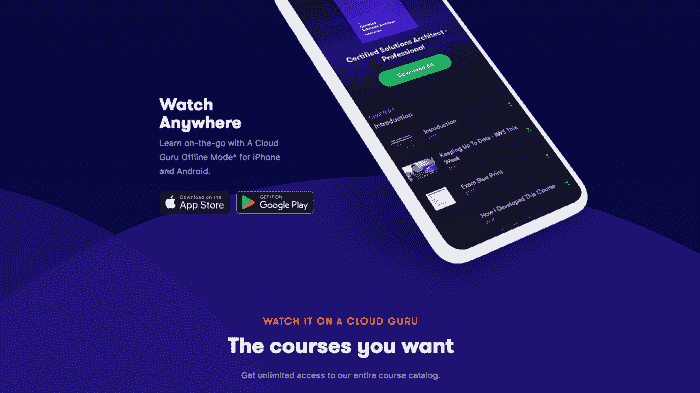 Certified Solutions Architect -
Professional
Download All
Introduction
Introduction
Keeping Up To Date - AWS This
Week
Exam Blue Print
How I Developed This Course
Watch
Anywhere
Learn on-the-go with A Cloud
Guru Offline Mode* for iPhone
and Android.
Download on the
App Store
GET IT ON
Google Play
WATCH IT ON A CLOUD GURU
The courses you want
Get unlimited access to our entire course catalog.